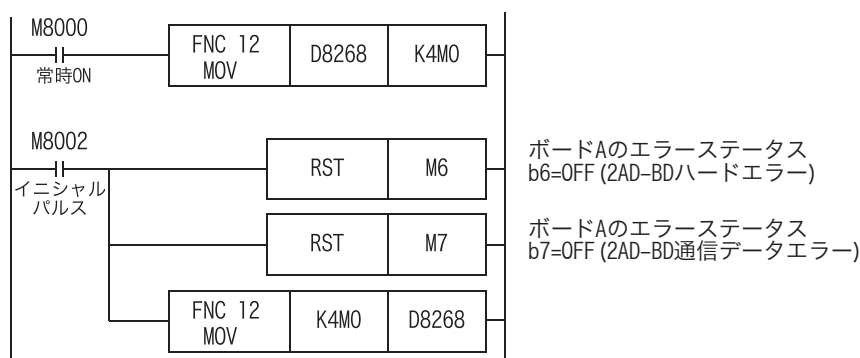 M8000
常時ON
FNC 12
MOV
D8268
K4M0
M8002
イニシャル
パルス
RST
M6
ボードAのエラーステータス
b6=OFF (2AD-BDハードエラー)
RST
M7
ボードAのエラーステータス
b7=OFF (2AD-BD通信データエラー)
FNC 12
MOV
K4M0
D8268